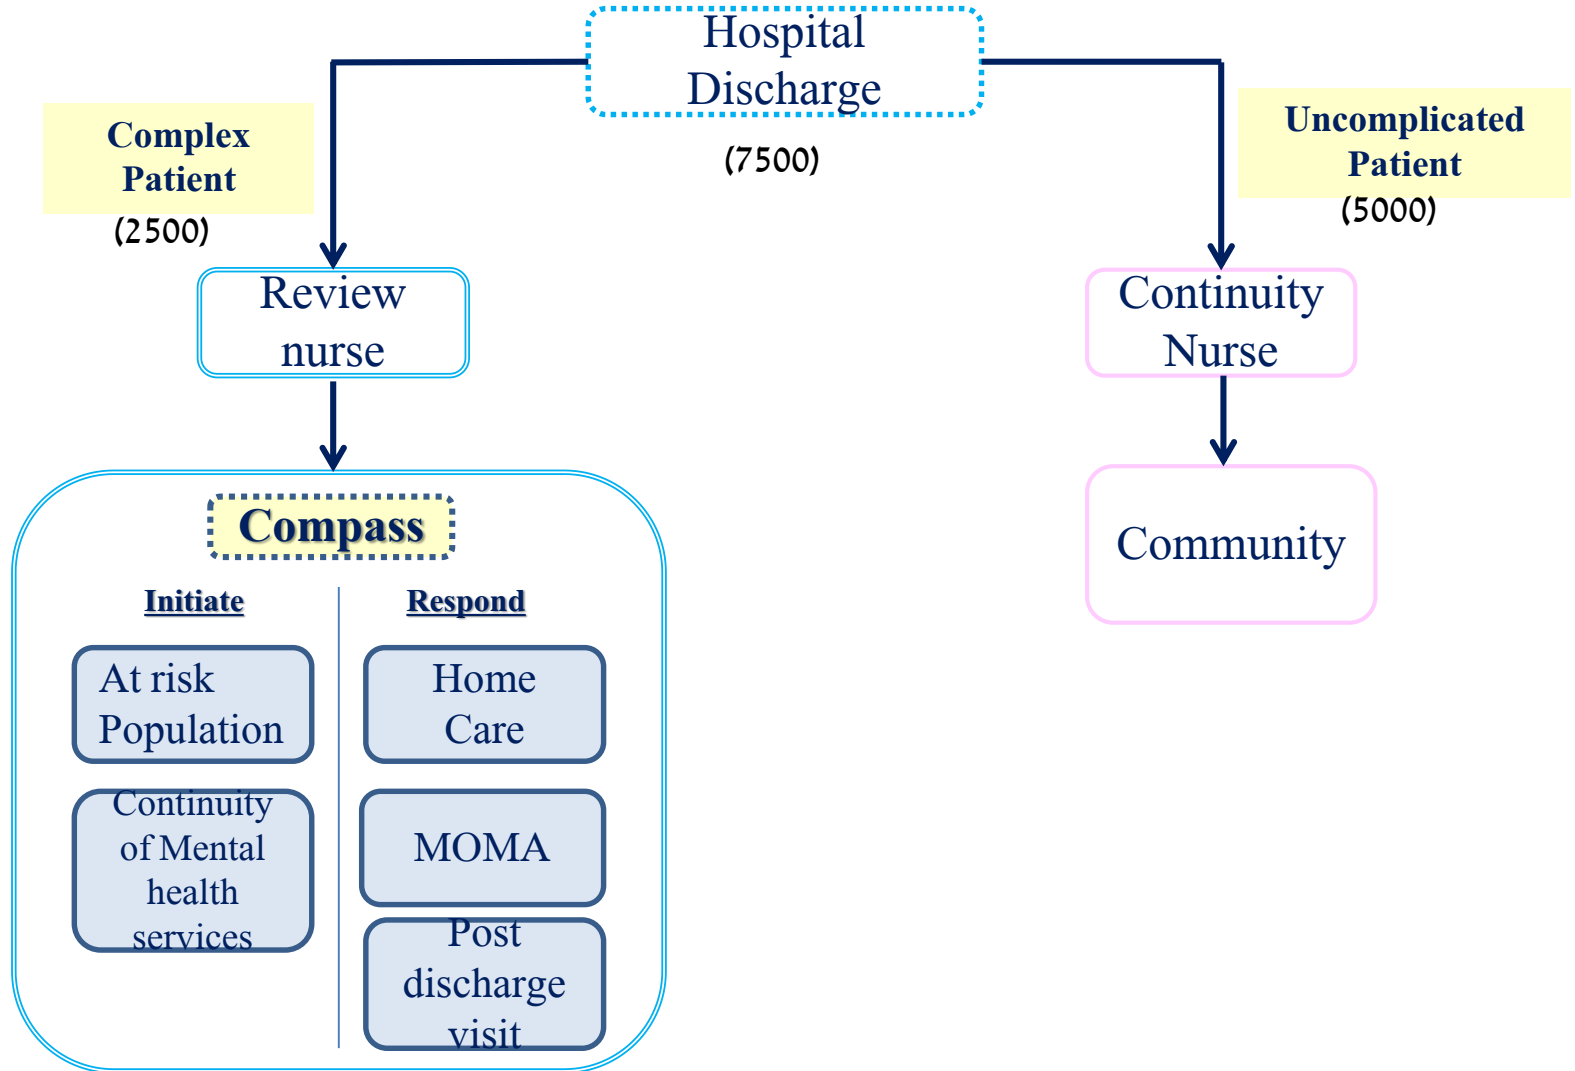 Hospital
Discharge
(7500)
Complex
Patient
(2500)
Uncomplicated
Patient
(5000)
Review
nurse
Continuity
Nurse
Compass
Initiate
Respond
At risk
Population
Continuity
of Mental
health
services
Home
Care
MOMA
Post
discharge
visit
Community